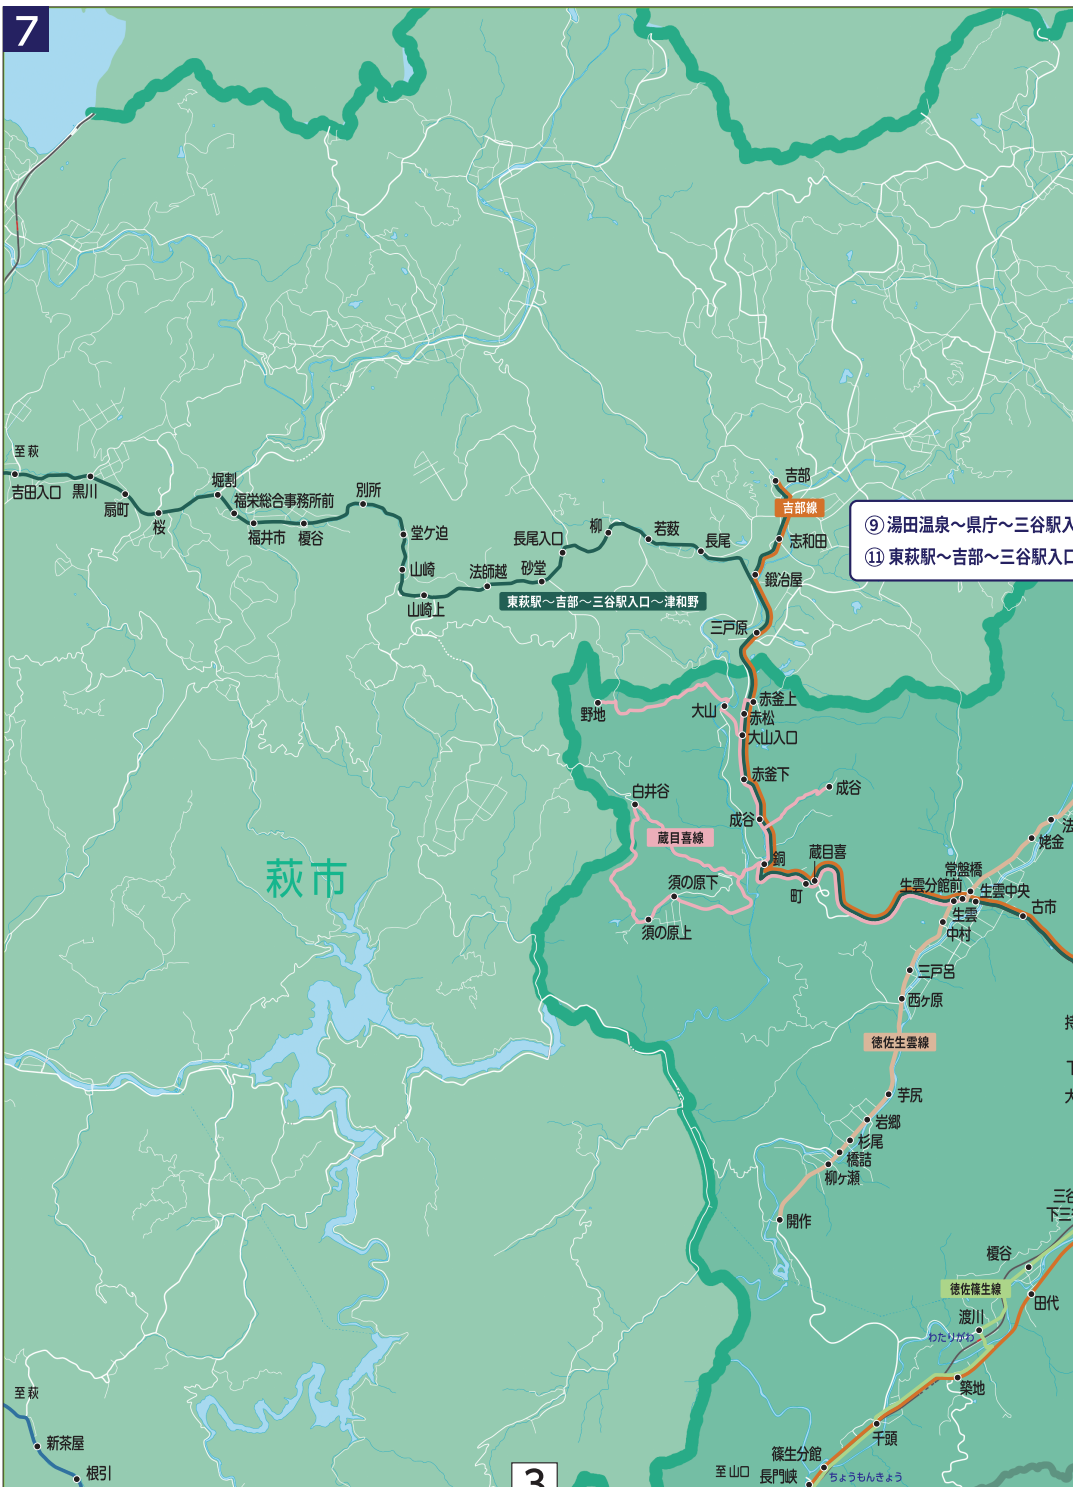 7
至 萩
吉田入口
黒川
扇町
桜
堀割
福栄総合事務所前
福井市
榎谷
別所
堂ケ迫
山崎
山崎上
法師越
砂堂
長尾入口
柳
若薮
長尾
東萩駅～吉部～三谷駅入口～津和野
吉部
吉部線
志和田
鍛冶屋
三戸原
⑨ 湯田温泉～県庁～三谷駅入
⑪ 東萩駅～吉部～三谷駅入口
野地
大山
赤釜上
赤松
大山入口
赤釜下
成谷
成谷
白井谷
蔵目喜線
銅
蔵目喜
町
須の原下
須の原上
常盤橋
生雲分館前
生雲中央
生雲
中村
古市
姥金
法
三戸呂
西ヶ原
徳佐生雲線
芋尻
岩郷
杉尾
橋詰
柳ヶ瀬
開作
萩市
持
下
大
三谷
下三谷
榎谷
徳佐篠生線
田代
渡川
わたりがわ
築地
千頭
篠生分館
至 山口
長門峡
ちょうもんきょう
至 萩
新茶屋
根引
3